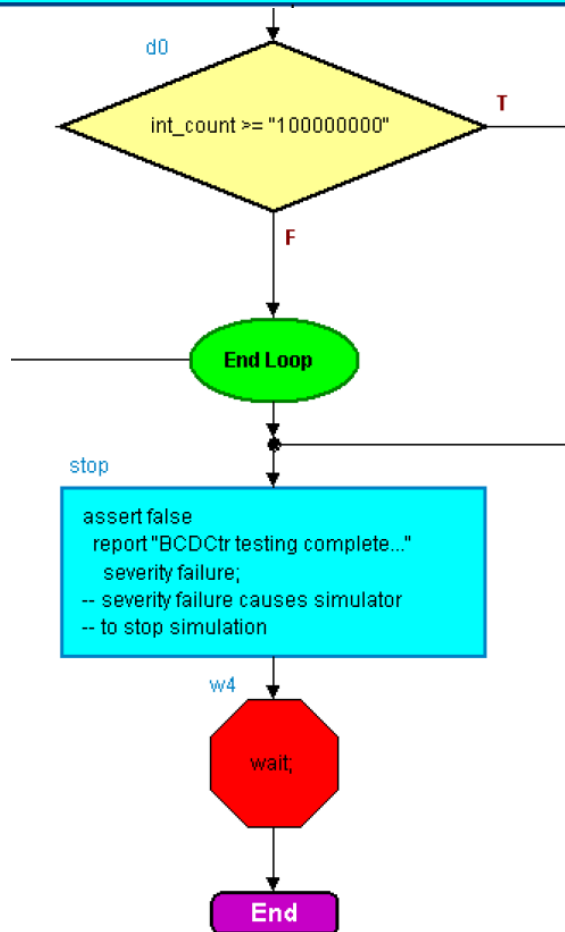 d0
int_count >= "100000000"
T
F
End Loop
stop
assert false
report "BCDCtr testing complete..."
severity failure;
-- severity failure causes simulator
-- to stop simulation
w4
wait;
End